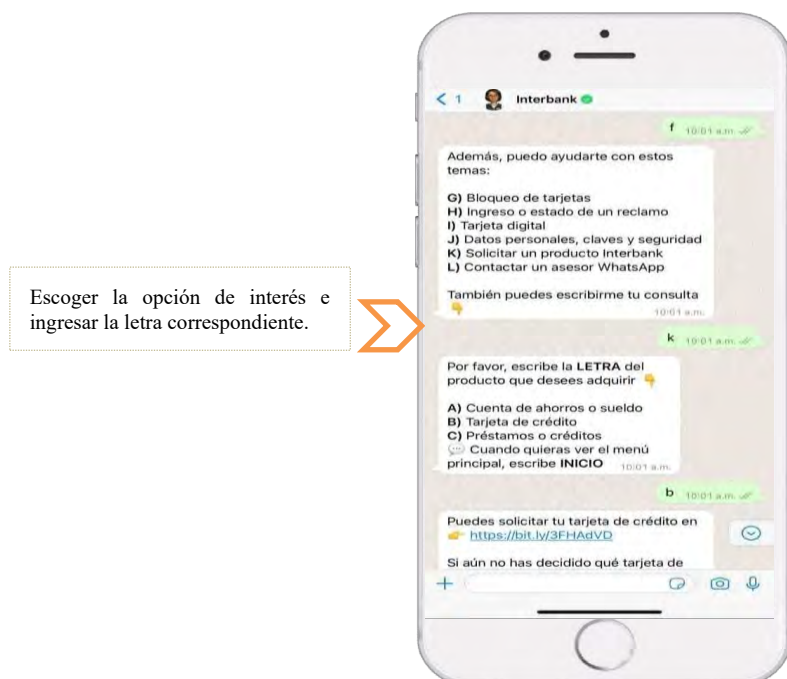 Escoger la opción de interés e
ingresar la letra correspondiente.
1 Interbank
f 10:01 a.m.
Además, puedo ayudarte con estos
temas:
G) Bloqueo de tarjetas
H) Ingreso o estado de un reclamo
I) Tarjeta digital
J) Datos personales, claves y seguridad
K) Solicitar un producto Interbank
L) Contactar un asesor WhatsApp
También puedes escribirme tu consulta
👇 10:01 a.m.
k 10:01 a.m.
Por favor, escribe la LETRA del
producto que desees adquirir 👇
A) Cuenta de ahorros o sueldo
B) Tarjeta de crédito
C) Préstamos o créditos
💬 Cuando quieras ver el menú
principal, escribe INICIO 10:01 a.m.
b 10:01 a.m.
Puedes solicitar tu tarjeta de crédito en
👉 https://bit.ly/3FHAdVD
Si aún no has decidido qué tarjeta de